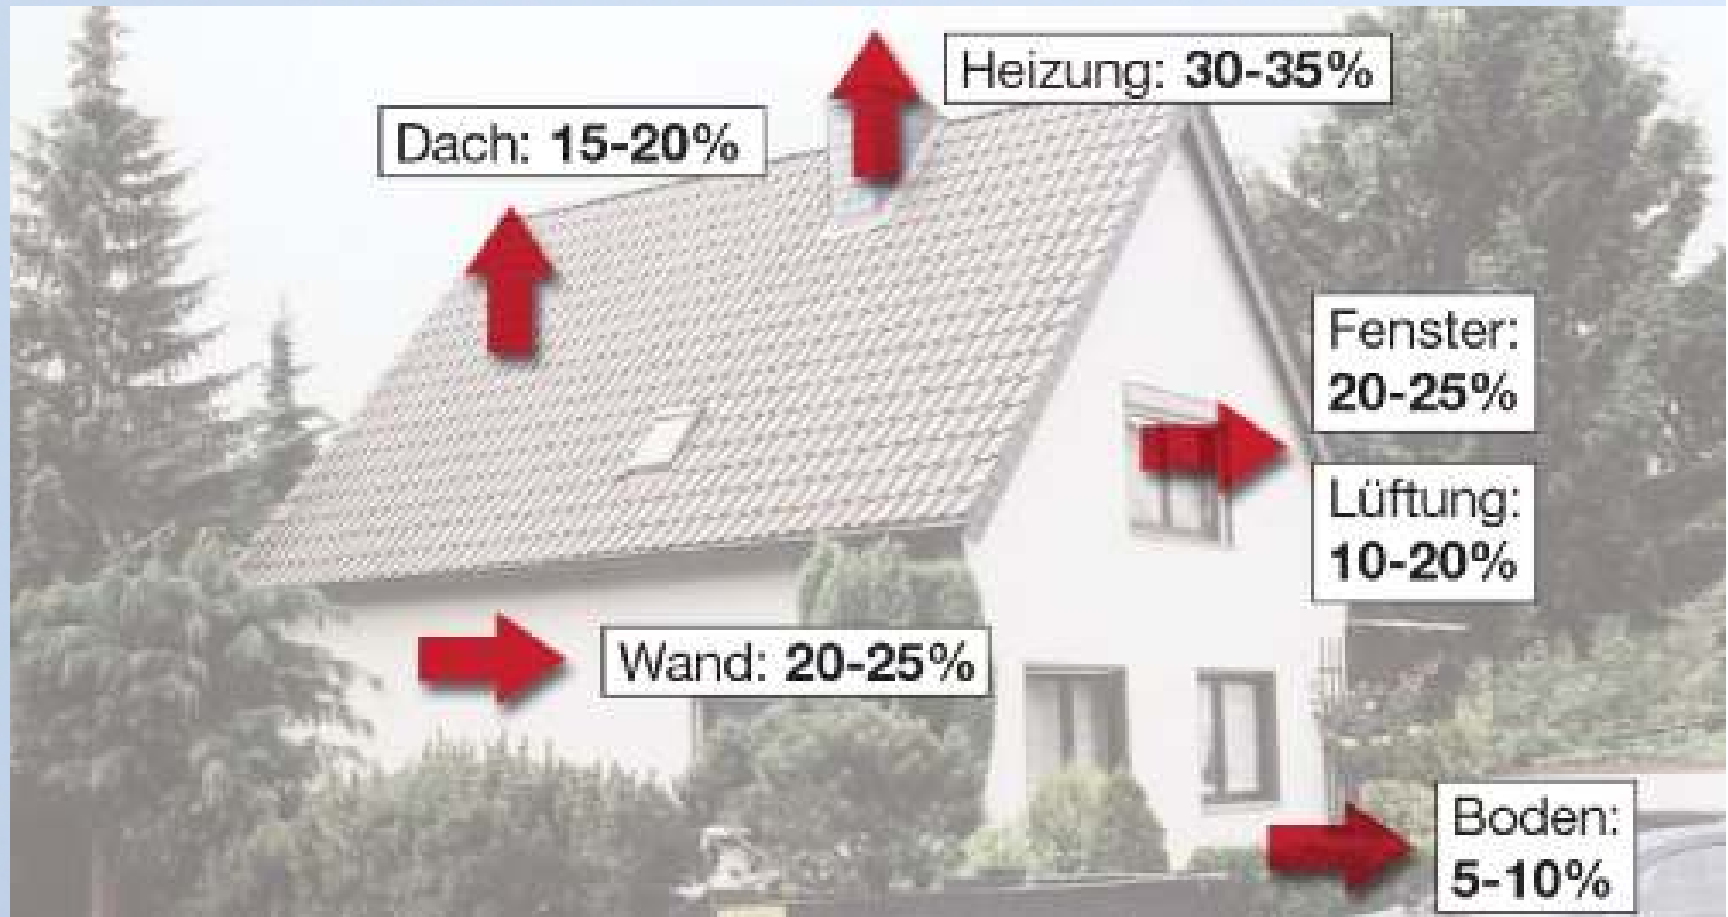 Heizung: 30-35%
Dach: 15-20%
Fenster:
20-25%
Lüftung:
10-20%
Wand: 20-25%
Boden:
5-10%